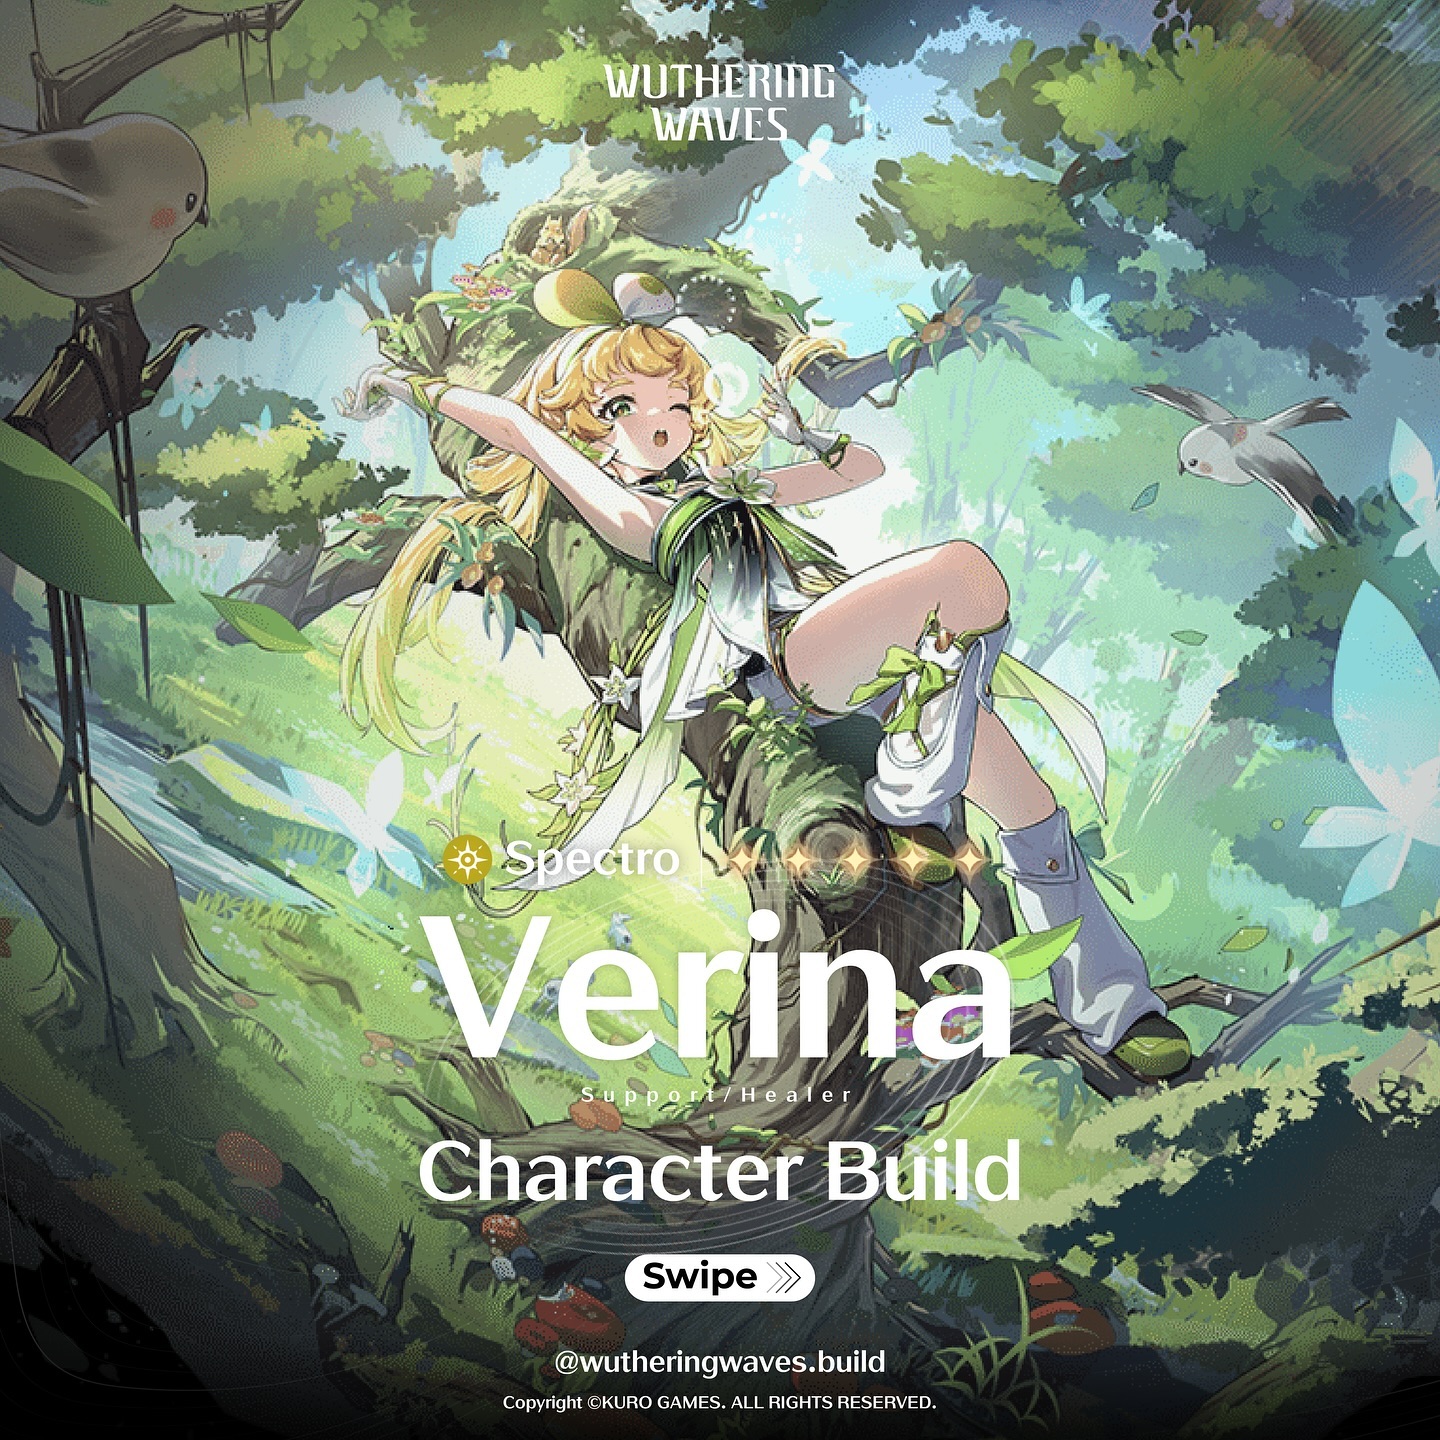 WUTHERING
WAVES
Spectro
Verina
Support/Healer
Character Build
Swipe
@wutheringwaves.build
Copyright ©KURO GAMES. ALL RIGHTS RESERVED.